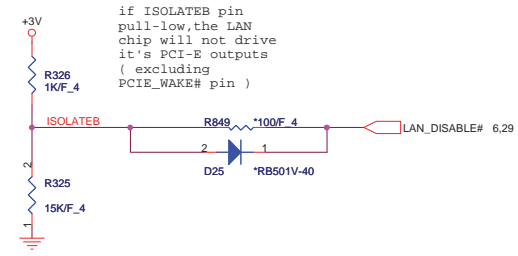 +3V
if ISOLATEB pin
pull-low,the LAN
chip will not drive
it's PCI-E outputs
( excluding
PCIE_WAKE# pin )
R326
1K/F_4
ISOLATEB
R849
*100/F_4
LAN_DISABLE# 6,29
2
1
D25
*RB501V-40
2
R325
15K/F_4
1